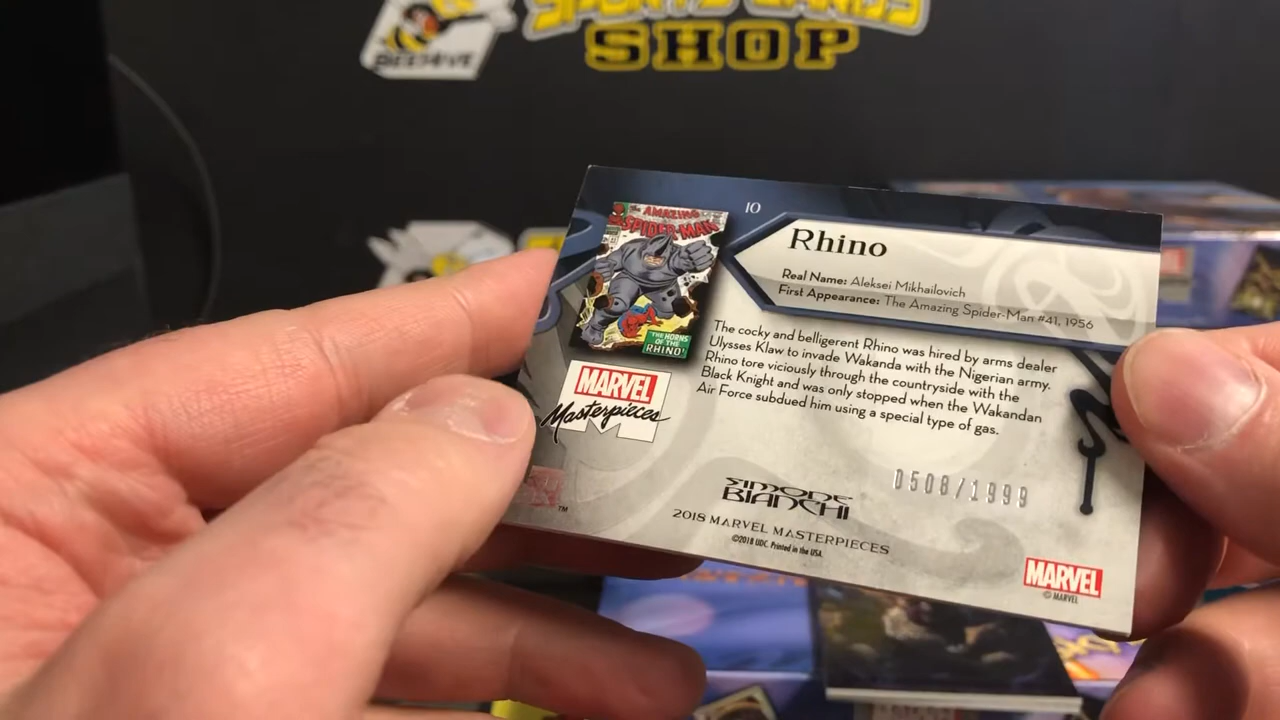 BEEHIVE
SPORTS CARDS
SHOP
10
THE AMAZING
SPIDER-MAN
THE HORNS
OF THE
RHINO!
Rhino
Real Name: Aleksei Mikhailovich
First Appearance: The Amazing Spider-Man #41, 1956
The cocky and belligerent Rhino was hired by arms dealer
Ulysses Klaw to invade Wakanda with the Nigerian army.
Rhino tore viciously through the countryside with the
Black Knight and was only stopped when the Wakandan
Air Force subdued him using a special type of gas.
MARVEL
Masterpieces
TM
0508/1999
SIMONE
BIANCHI
2018 MARVEL MASTERPIECES
©2018 UDC. Printed in the USA.
MARVEL
© MARVEL